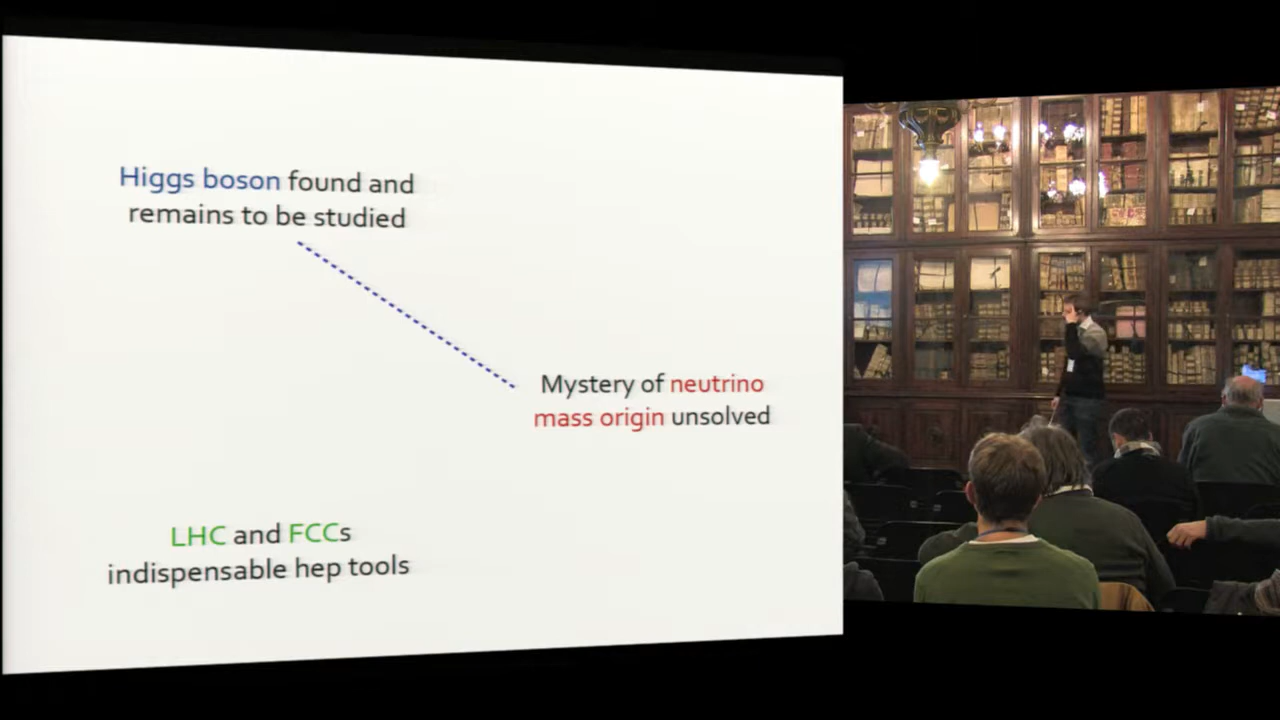 Higgs boson found and
remains to be studied
Mystery of neutrino
mass origin unsolved
LHC and FCCs
indispensable hep tools